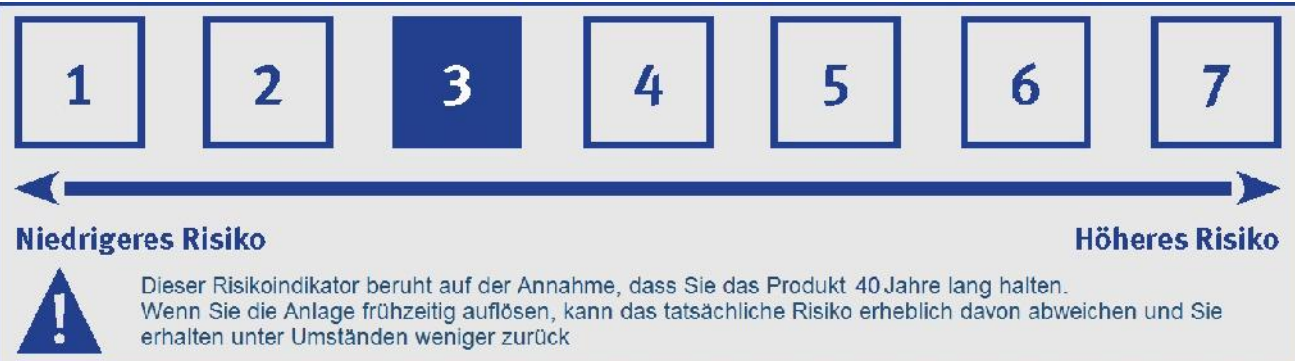 1 2 3 4 5 6 7
Niedrigeres Risiko Höheres Risiko
!
Dieser Risikoindikator beruht auf der Annahme, dass Sie das Produkt 40 Jahre lang halten.
Wenn Sie die Anlage frühzeitig auflösen, kann das tatsächliche Risiko erheblich davon abweichen und Sie
erhalten unter Umständen weniger zurück